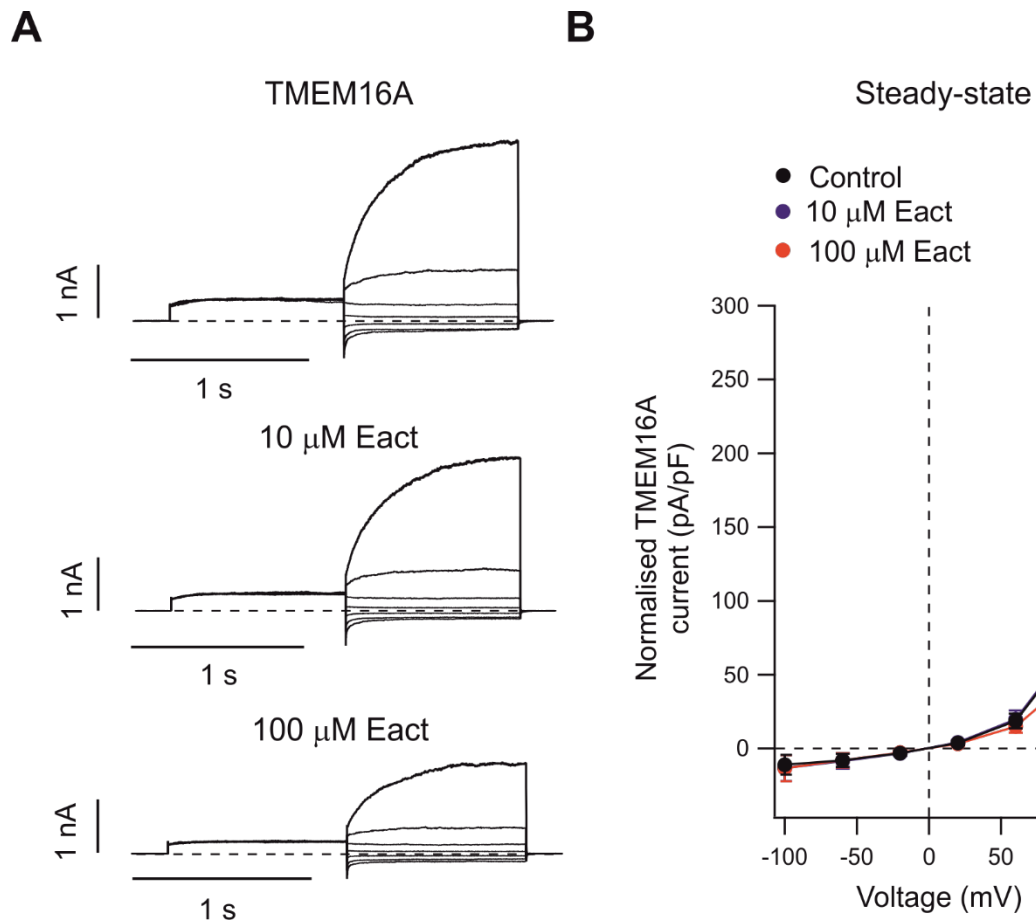 A
TMEM16A
1 nA
1 s
10 μM Eact
1 nA
1 s
100 μM Eact
1 nA
1 s
B
Steady-state
Control
10 μM Eact
100 μM Eact
Normalised TMEM16A
current (pA/pF)
300
250
200
150
100
50
0
-100
-50
0
50
Voltage (mV)